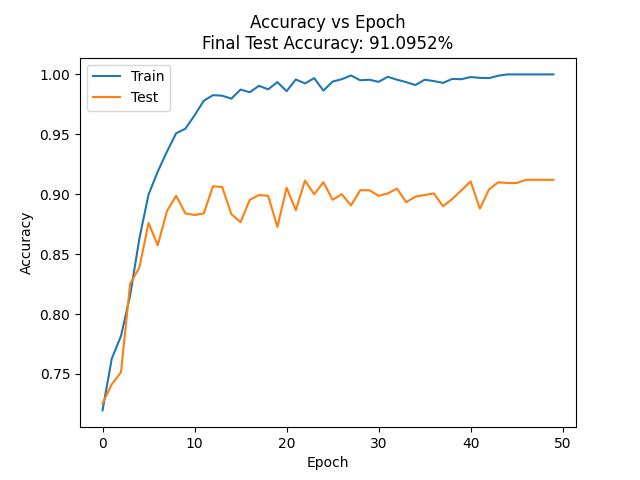 Accuracy vs Epoch
Final Test Accuracy: 91.0952%
Train
Test
1.00
0.95
0.90
0.85
0.80
0.75
Accuracy
0 10 20 30 40 50
Epoch